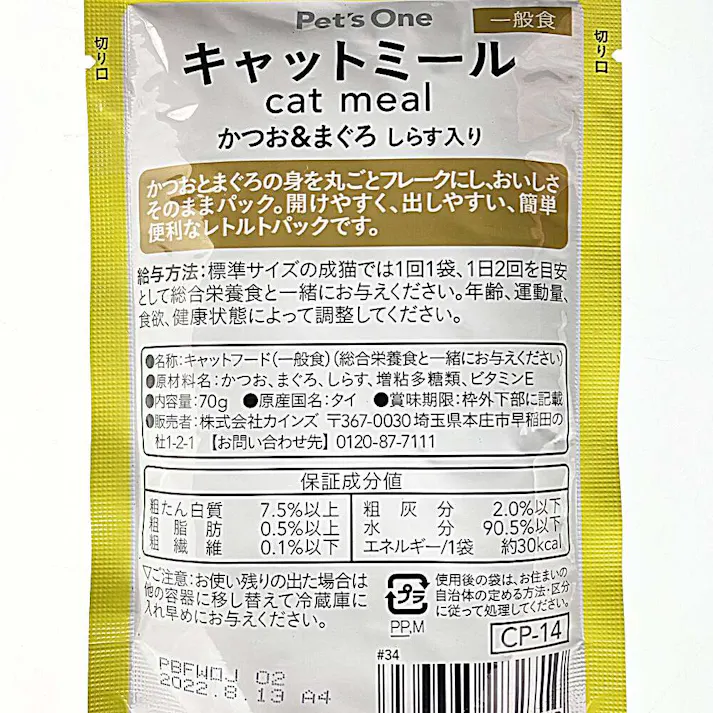 Pet's One
一般食
切り口
切り口
キャットミール
cat meal
かつお&まぐろ しらす入り
かつおとまぐろの身を丸ごとフレークにし、おいしさ
そのままパック。開けやすく、出しやすい、簡単
便利なレトルトパックです。
給与方法:標準サイズの成猫では1回1袋、1日2回を目安
として総合栄養食と一緒にお与えください。年齢、運動量、
食欲、健康状態によって調整してください。
●名称:キャットフード(一般食)(総合栄養食と一緒にお与えください)
●原材料名:かつお、まぐろ、しらす、増粘多糖類、ビタミンE
●内容量:70g ●原産国名:タイ ●賞味期限:枠外下部に記載
●販売者:株式会社カインズ 〒367-0030 埼玉県本庄市早稲田の
杜1-2-1 【お問い合わせ先】0120-87-7111
保証成分値
粗たん白質 7.5%以上 粗灰分 2.0%以下
粗脂肪 0.5%以上 水分 90.5%以下
粗繊維 0.1%以下 エネルギー/1袋 約30kcal
▽ご注意:お使い残りの出た場合は
他の容器に移し替えて冷蔵庫に
入れ早めにお与えください。
プラ
PP,M
使用後の袋は、お住まいの
自治体の定める方法・区分
に従って処理してください。
CP-14
#34
PBFWOJ 02
2022.8.13 A4